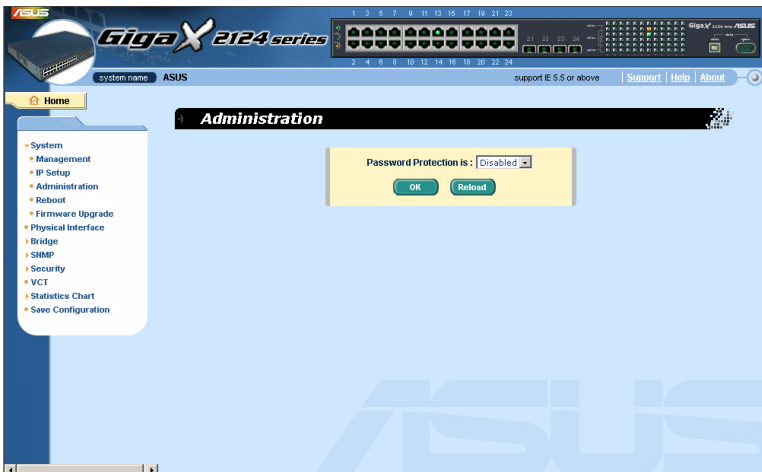 ASUS
1 3 5 7 9 11 13 15 17 19 21 23
GigaX 2124 series
21 22 23 24
2 4 6 8 10 12 14 16 18 20 22 24
GigaX ASUS
system name ASUS
support IE 5.5 or above | Support | Help | About
Home
Administration
System
Management
IP Setup
Administration
Reboot
Firmware Upgrade
Physical Interface
Bridge
SNMP
Security
VCT
Statistics Chart
Save Configuration
Password Protection is : Disabled
OK Reload
ASUS